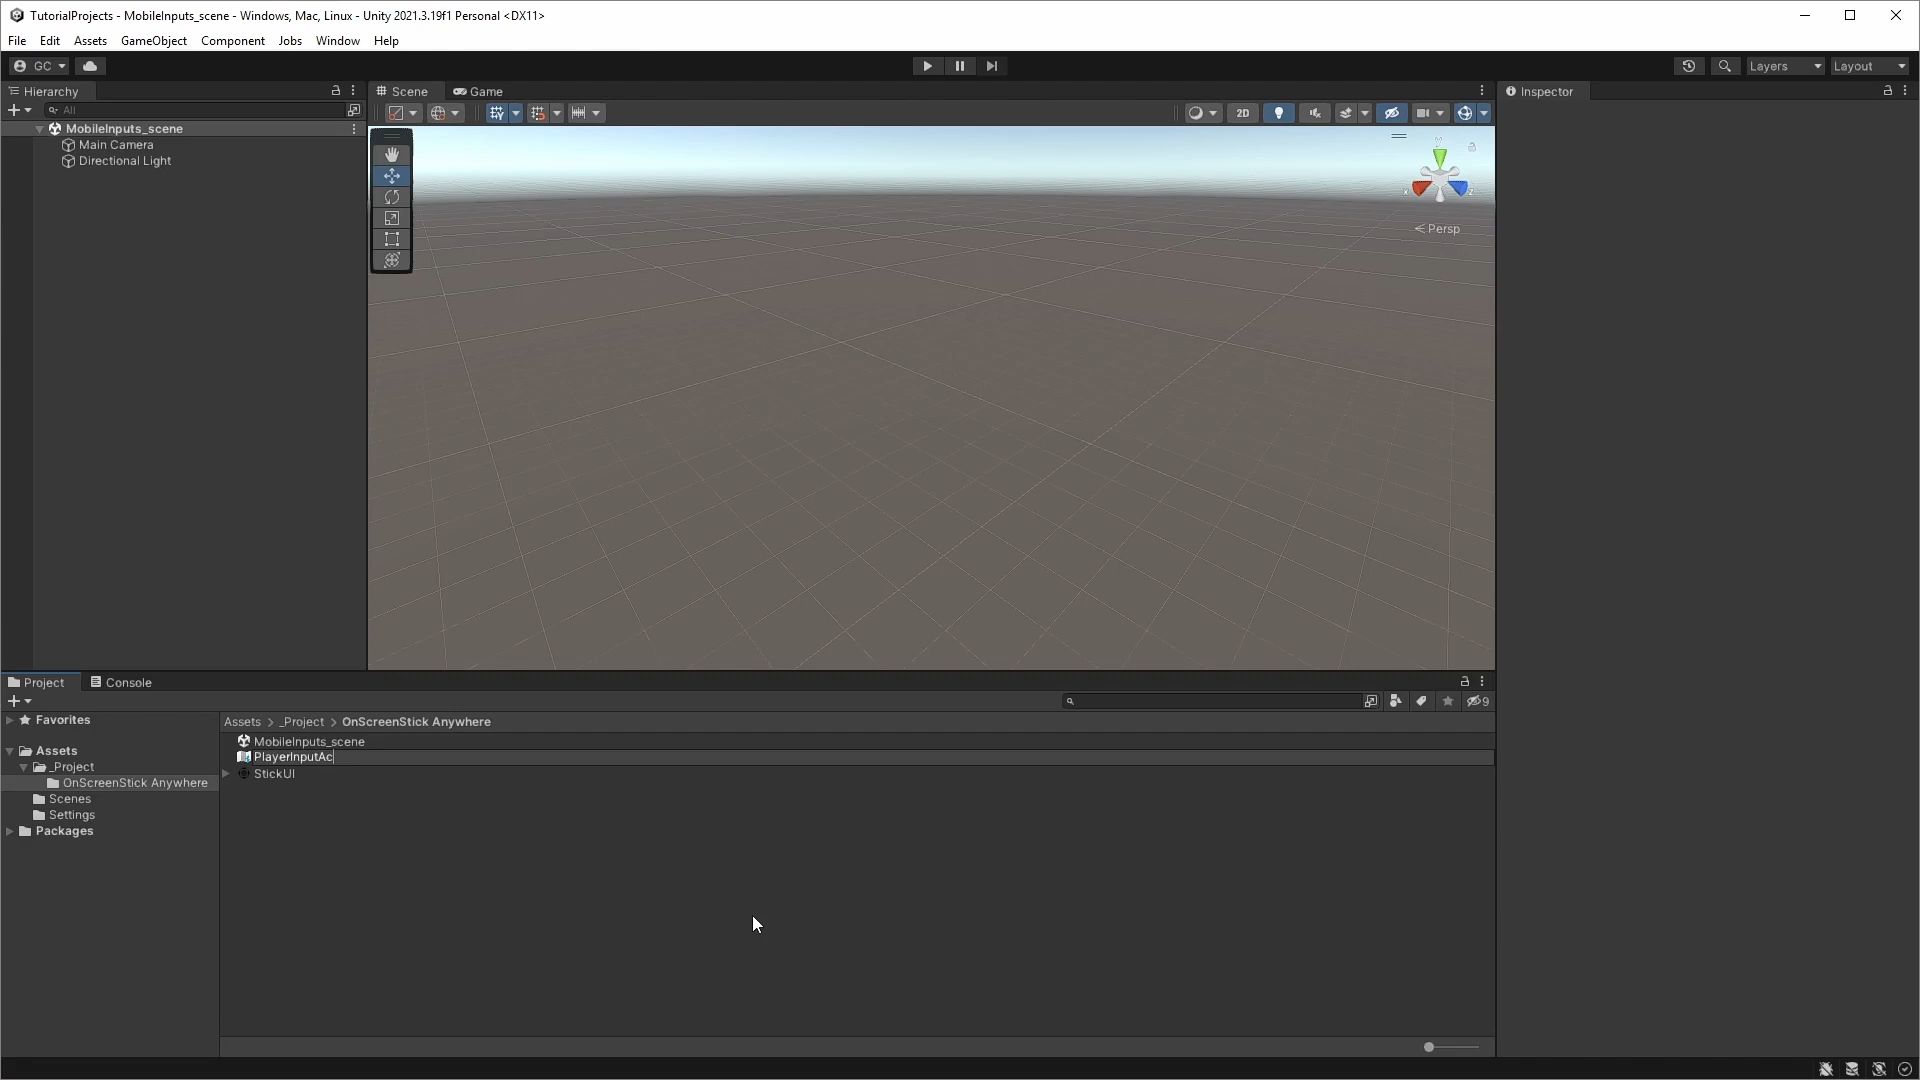 TutorialProjects - MobileInputs_scene - Windows, Mac, Linux - Unity 2021.3.19f1 Personal <DX11>
File Edit Assets GameObject Component Jobs Window Help
GC Layers Layout
Hierarchy
All
MobileInputs_scene
Main Camera
Directional Light
Scene Game
2D
y
x z
Persp
Inspector
Project Console
9
Favorites
Assets
_Project
OnScreenStick Anywhere
Scenes
Settings
Packages
Assets > _Project > OnScreenStick Anywhere
MobileInputs_scene
PlayerInputAc
StickUI